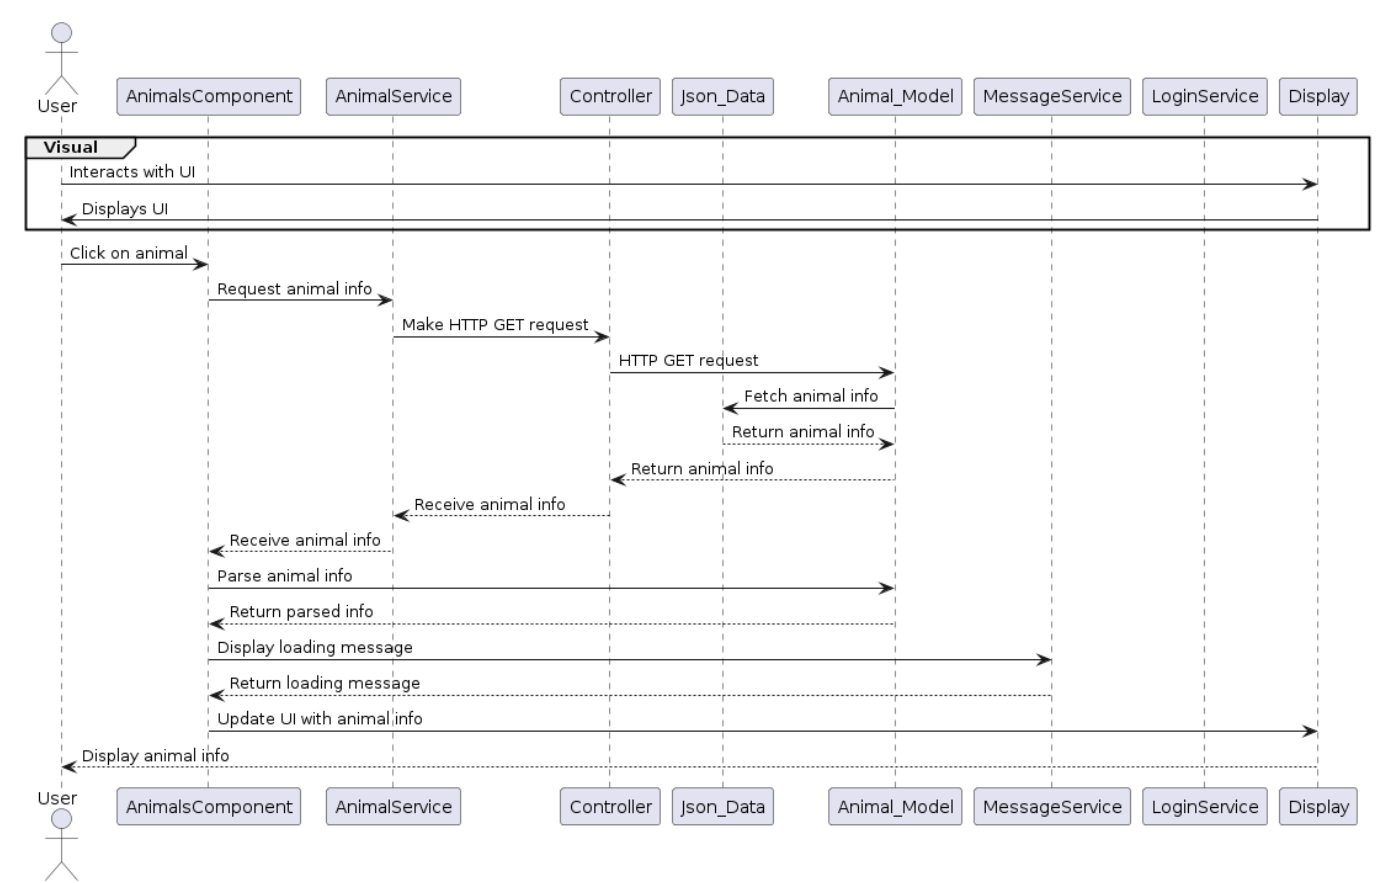 User
AnimalsComponent
AnimalService
Controller
Json_Data
Animal_Model
MessageService
LoginService
Display
Visual
Interacts with UI
Displays UI
Click on animal
Request animal info
Make HTTP GET request
HTTP GET request
Fetch animal info
Return animal info
Return animal info
Receive animal info
Receive animal info
Parse animal info
Return parsed info
Display loading message
Return loading message
Update UI with animal info
Display animal info
User
AnimalsComponent
AnimalService
Controller
Json_Data
Animal_Model
MessageService
LoginService
Display